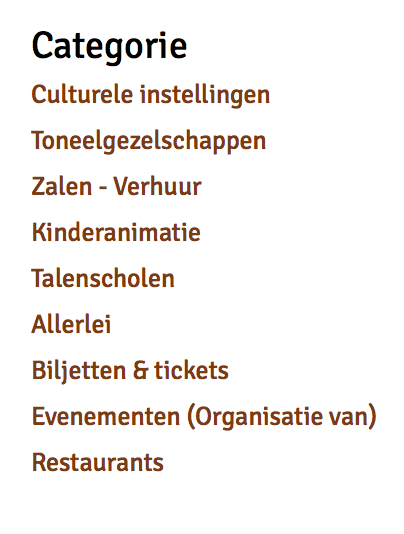 Categorie
Culturele instellingen
Toneelgezelschappen
Zalen - Verhuur
Kinderanimatie
Talenscholen
Allerlei
Biljetten & tickets
Evenementen (Organisatie van)
Restaurants